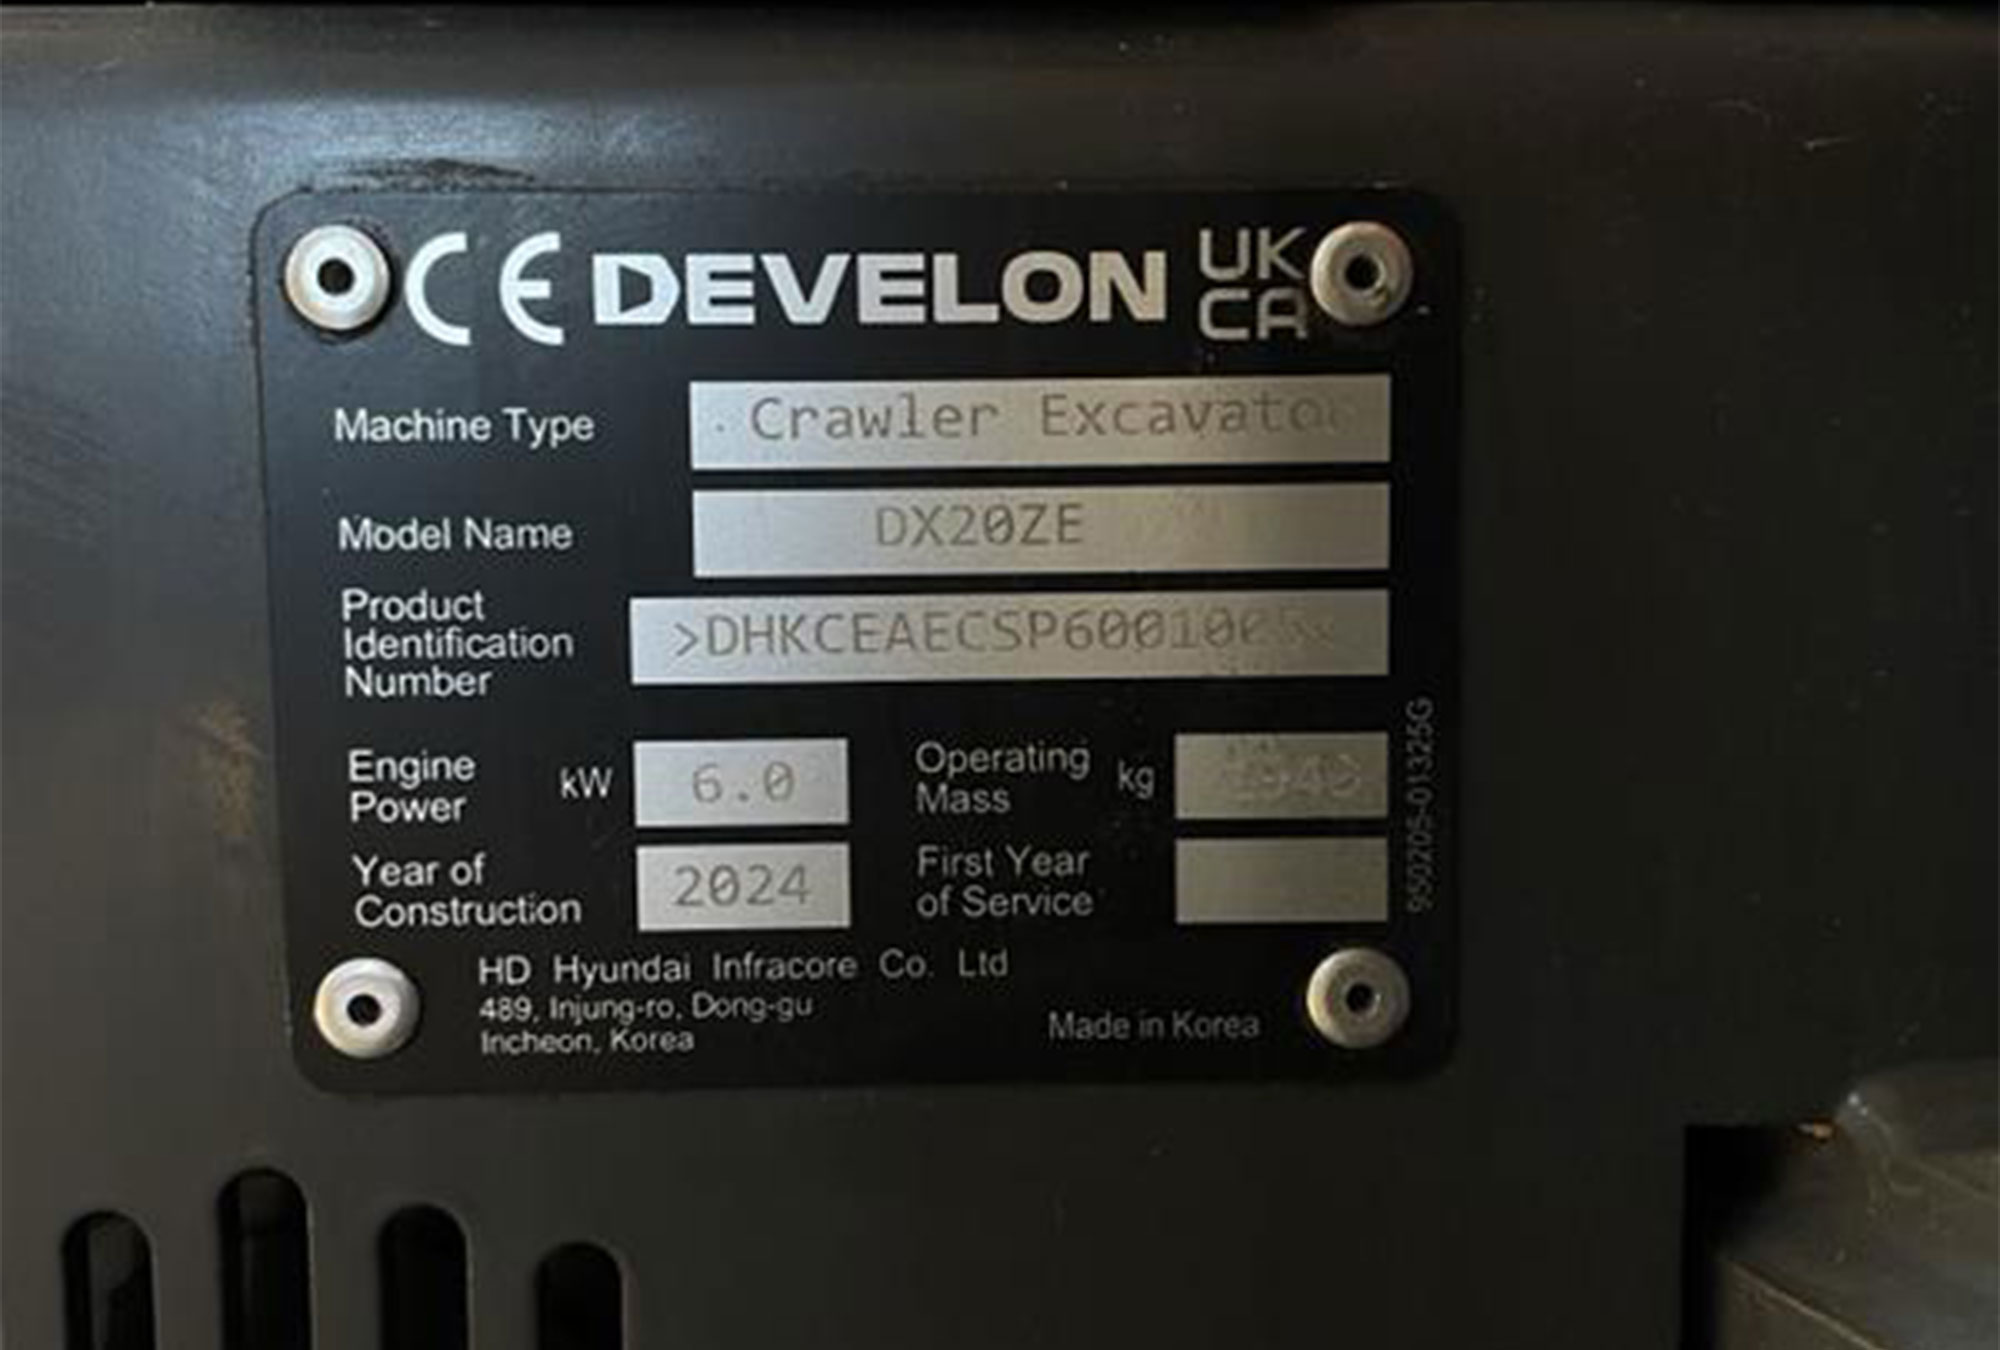 CE DEVELON UK
CA
Machine Type Crawler Excavator
Model Name DX20ZE
Product
Identification
Number
Engine
Power kW 6.0
Operating
Mass kg
Year of
Construction 2024
First Year
of Service
HD Hyundai Infracore Co. Ltd
489, Injung-ro, Dong-gu
Incheon, Korea
Made in Korea
950205-01325G